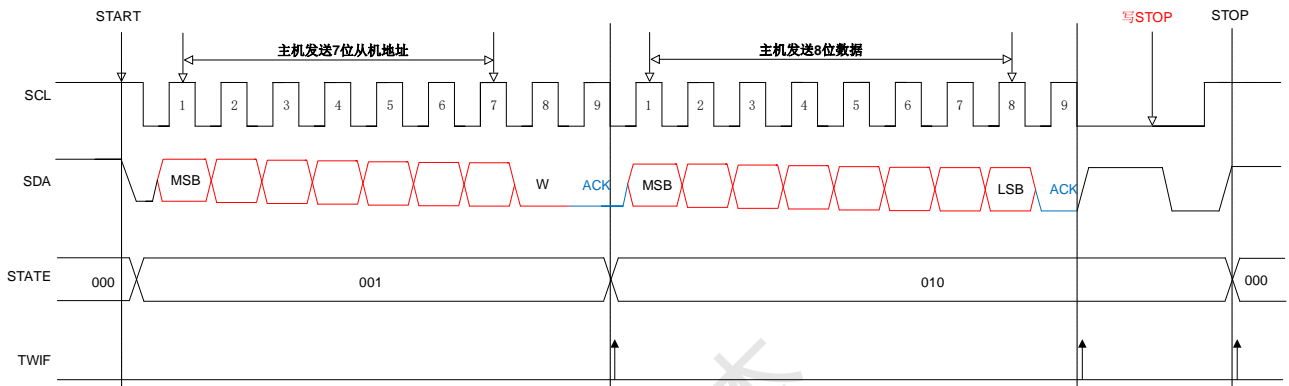 START
写STOP
STOP
主机发送7位从机地址
主机发送8位数据
SCL
1 2 3 4 5 6 7 8 9 1 2 3 4 5 6 7 8 9
SDA
MSB W ACK MSB LSB ACK
STATE
000 001 010 000
TWIF